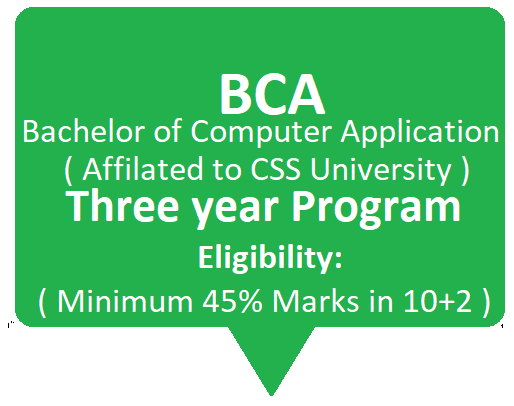 BCA
Bachelor of Computer Application
( Affilated to CSS University )
Three year Program
Eligibility:
( Minimum 45% Marks in 10+2 )